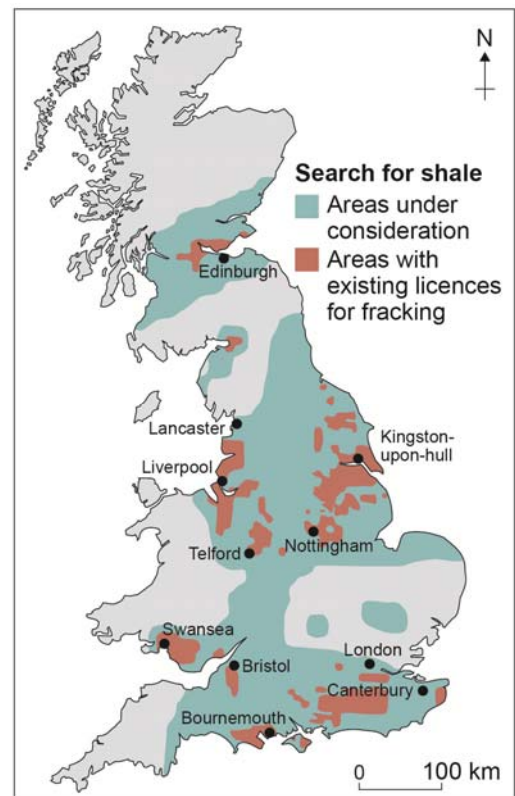 N
Search for shale
Areas under
consideration
Areas with
existing licences
for fracking
Edinburgh
Lancaster
Kingston-
upon-hull
Liverpool
Telford
Nottingham
Swansea
London
Bristol
Canterbury
Bournemouth
0 100 km